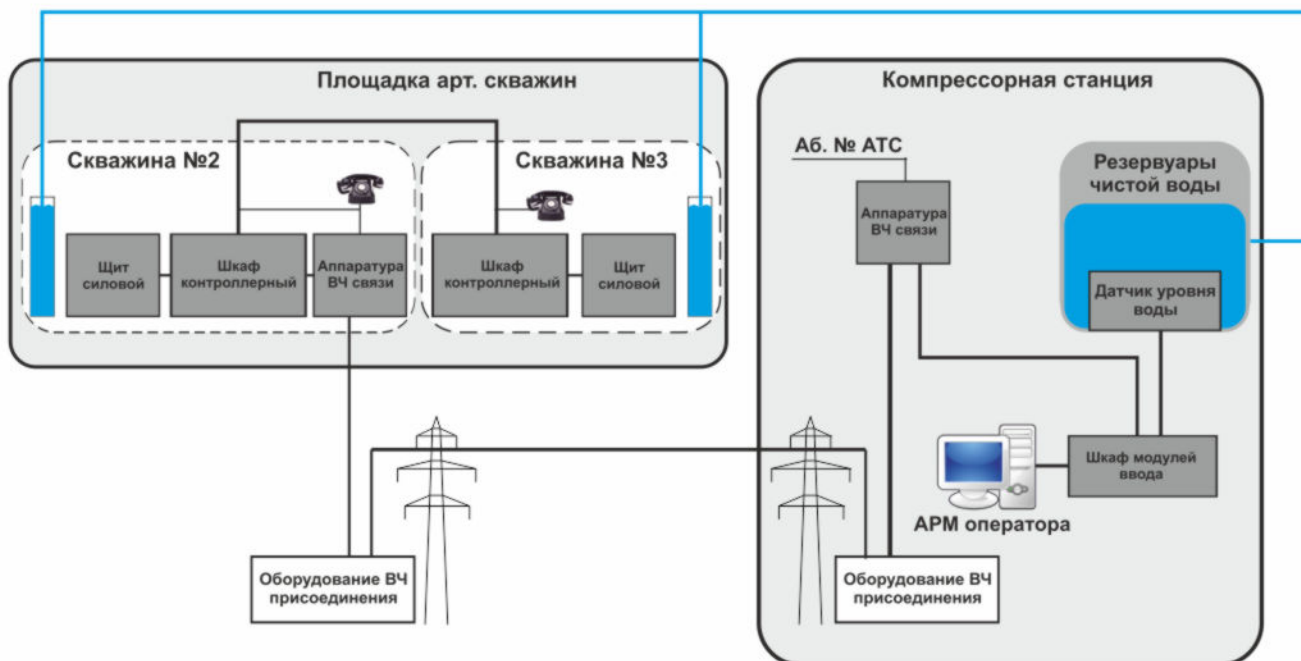 Площадка арт. скважин
Компрессорная станция
Скважина №2
Скважина №3
Щит
силовой
Шкаф
контроллерный
Аппаратура
ВЧ связи
Шкаф
контроллерный
Щит
силовой
Аб. № АТС
Аппаратура
ВЧ связи
Резервуары
чистой воды
Датчик уровня
воды
Шкаф модулей
ввода
АРМ оператора
Оборудование ВЧ
присоединения
Оборудование ВЧ
присоединения